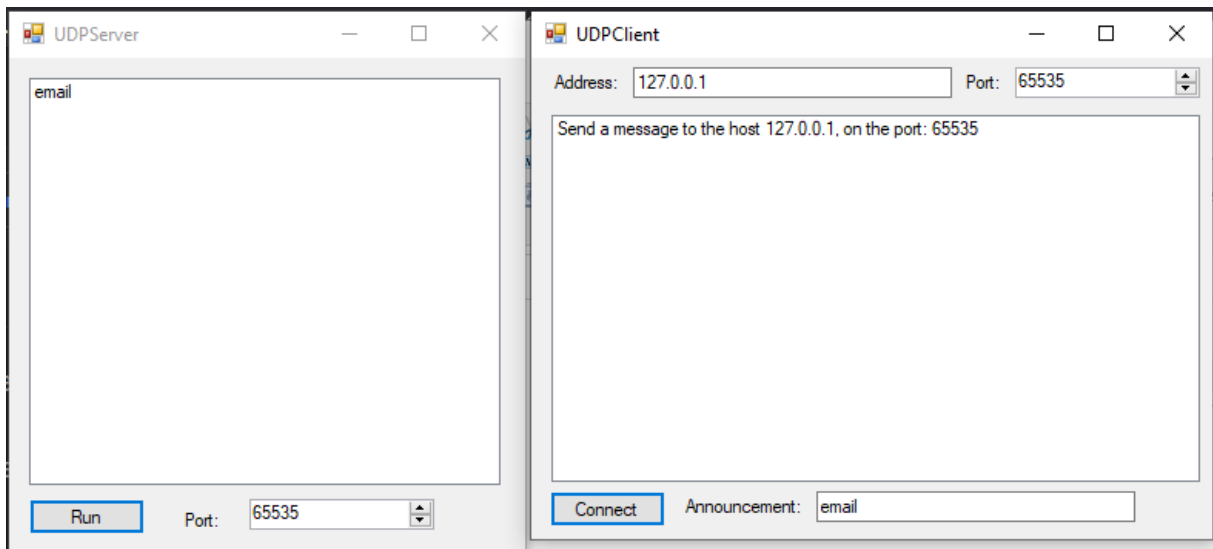 UDPServer
email
Run
Port:
65535
UDPClient
Address:
127.0.0.1
Port:
65535
Send a message to the host 127.0.0.1, on the port: 65535
Connect
Announcement:
email